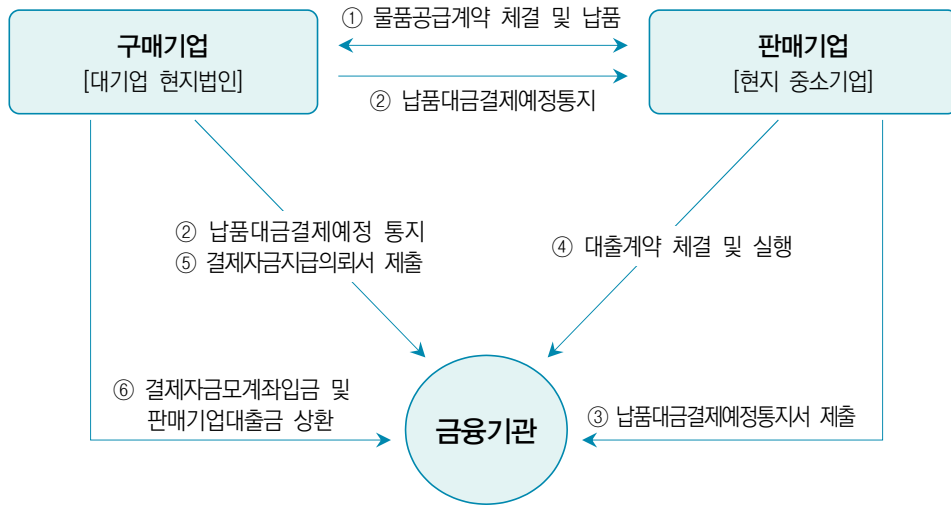 ① 물품공급계약 체결 및 납품
구매기업
[대기업 현지법인]
판매기업
[현지 중소기업]
② 납품대금결제예정통지
② 납품대금결제예정 통지
⑤ 결제자금지급의뢰서 제출
④ 대출계약 체결 및 실행
⑥ 결제자금모계좌입금 및
판매기업대출금 상환
금융기관
③ 납품대금결제예정통지서 제출